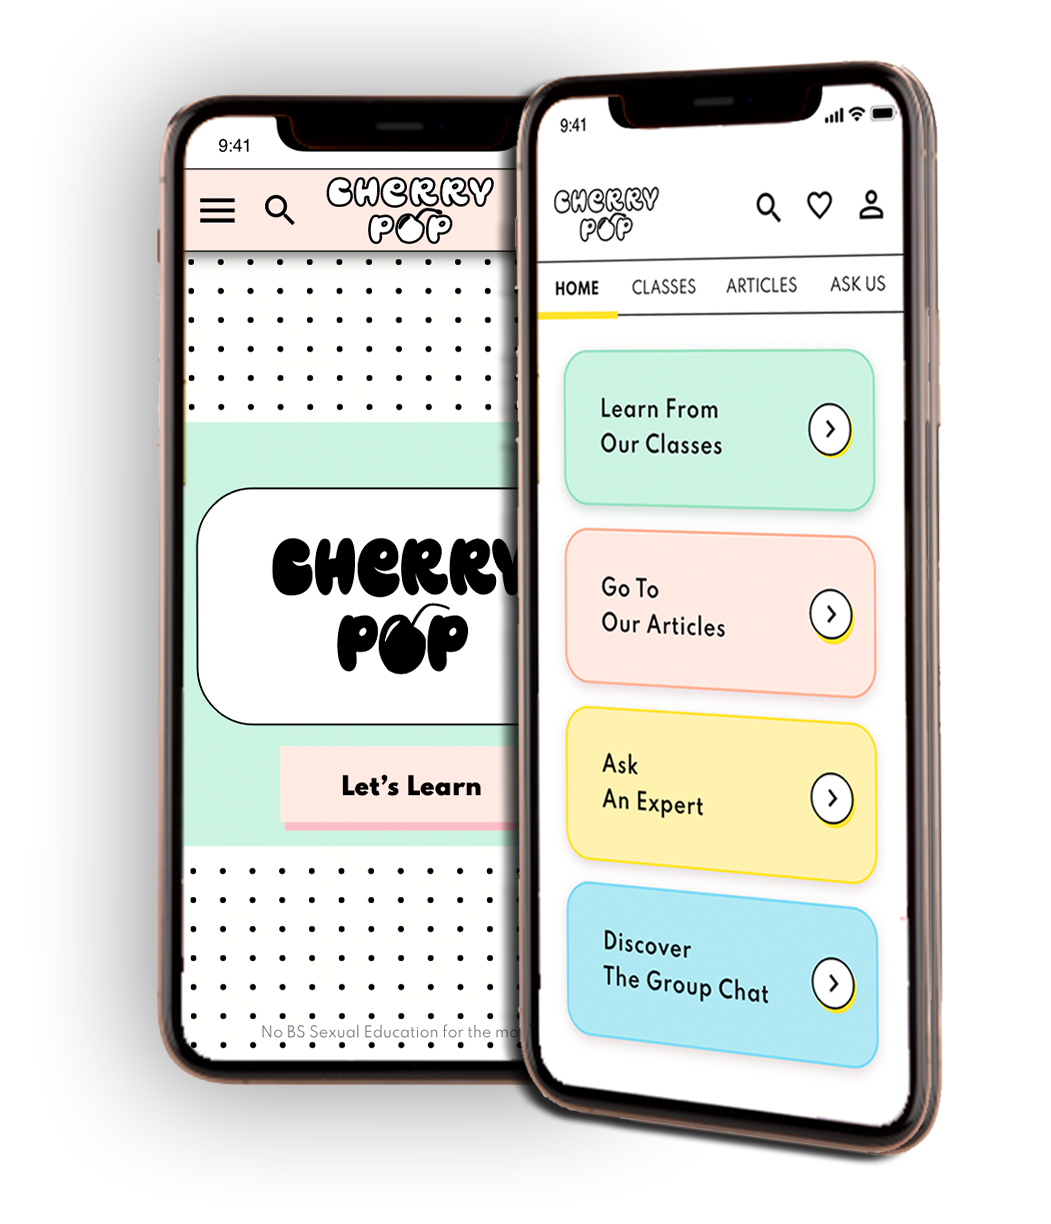 9:41
CHERRY
POP
CHERRY
POP
Let's Learn
No BS Sexual Education for the
9:41
CHERRY
POP
HOME CLASSES ARTICLES ASK US
Learn From
Our Classes
Go To
Our Articles
Ask
An Expert
Discover
The Group Chat